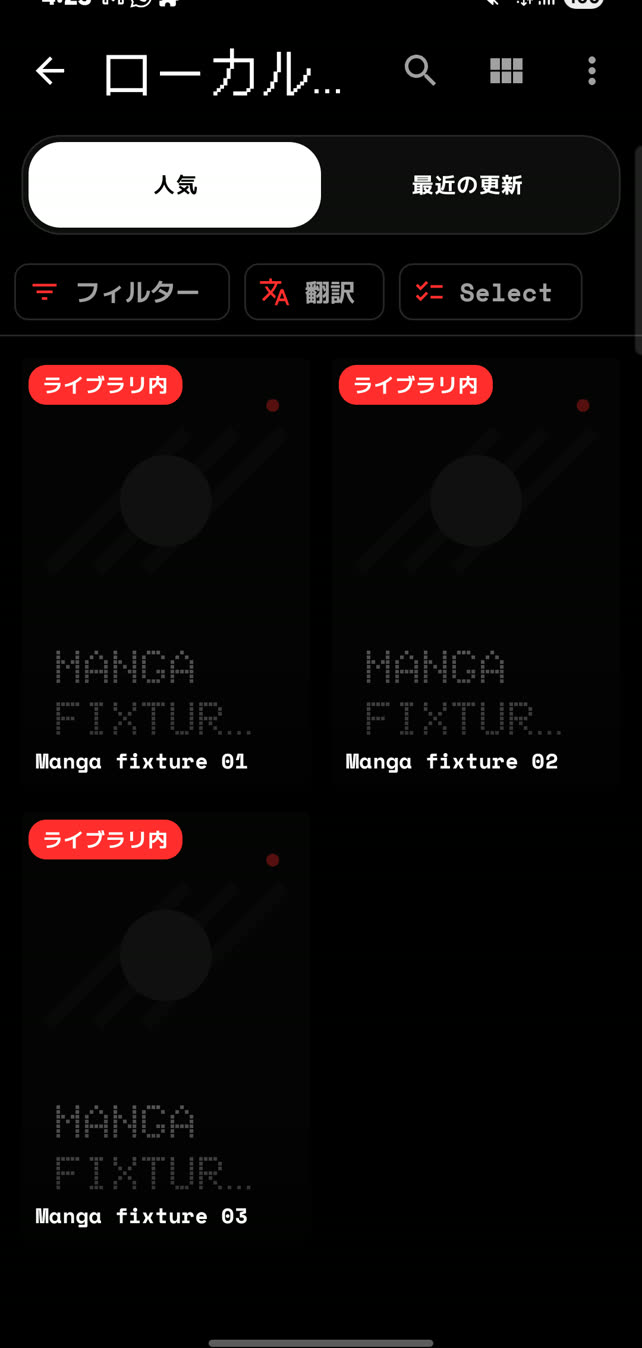 ローカル…
人気
最近の更新
フィルター
翻訳
Select
ライブラリ内
ライブラリ内
MANGA
FIXTUR…
Manga fixture 01
MANGA
FIXTUR…
Manga fixture 02
ライブラリ内
MANGA
FIXTUR…
Manga fixture 03